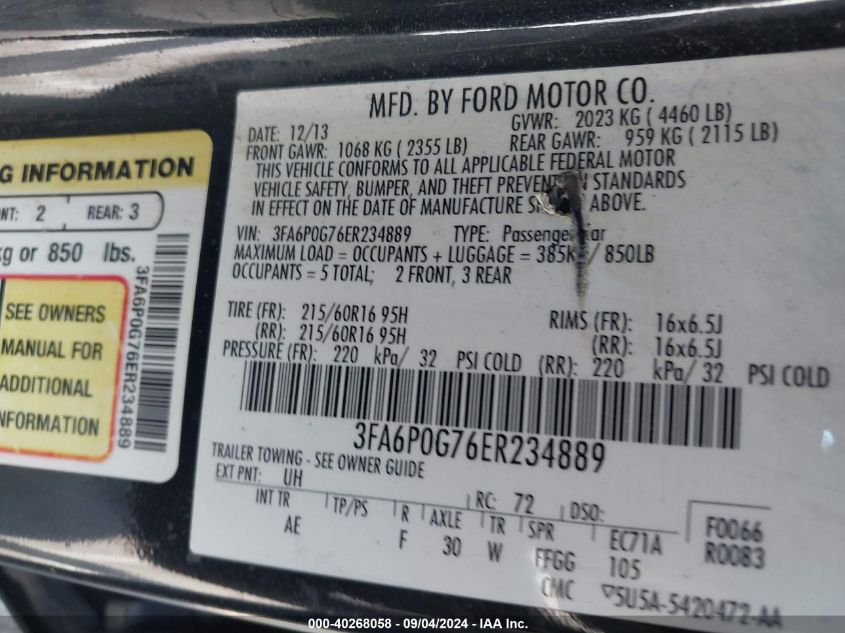 MFD. BY FORD MOTOR CO.
DATE: 12/13 GVWR: 2023 KG ( 4460 LB)
FRONT GAWR: 1068 KG ( 2355 LB) REAR GAWR: 959 KG ( 2115 LB)
THIS VEHICLE CONFORMS TO ALL APPLICABLE FEDERAL MOTOR
VEHICLE SAFETY, BUMPER, AND THEFT STANDARDS
IN EFFECT ON THE DATE OF MANUFACTURE ABOVE.
VIN: 3FA6P0G76ER234889 TYPE: Passenger
MAXIMUM LOAD = OCCUPANTS + LUGGAGE = / 850LB
OCCUPANTS = 5 TOTAL; 2 FRONT, 3 REAR
TIRE (FR): 215/60R16 95H RIMS (FR): 16x6.5J
(RR): 215/60R16 95H (RR): 16x6.5J
PRESSURE (FR): 220 kPa/ 32 PSI COLD (RR): 220 kPa/ 32 PSI COLD
3FA6P0G76ER234889
TRAILER TOWING - SEE OWNER GUIDE
EXT PNT: UH RC: 72 DSO:
INT TR TP/PS R AXLE TR SPR EC71A F0066
AE F 30 W FFGG 105 R0083
CMC ▽5U5A-5420472-AA
G INFORMATION
NT: 2 REAR: 3
kg or 850 lbs.
SEE OWNERS
MANUAL FOR
ADDITIONAL
NFORMATION
3FA6P0G76ER234889
000-40268058 - 09/04/2024 - IAA Inc.